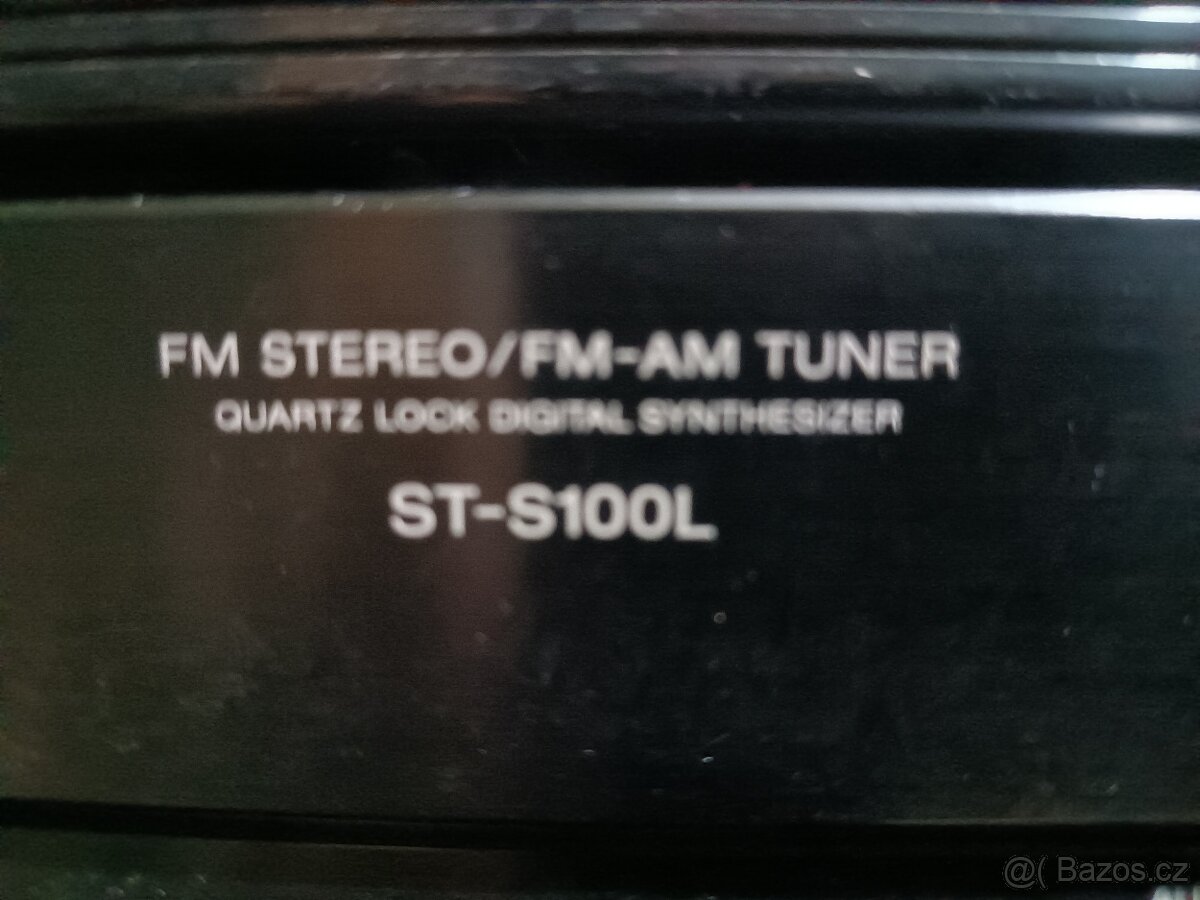 FM STEREO/FM-AM TUNER
QUARTZ LOCK DIGITAL SYNTHESIZER
ST-S100L
@( Bazos.cz